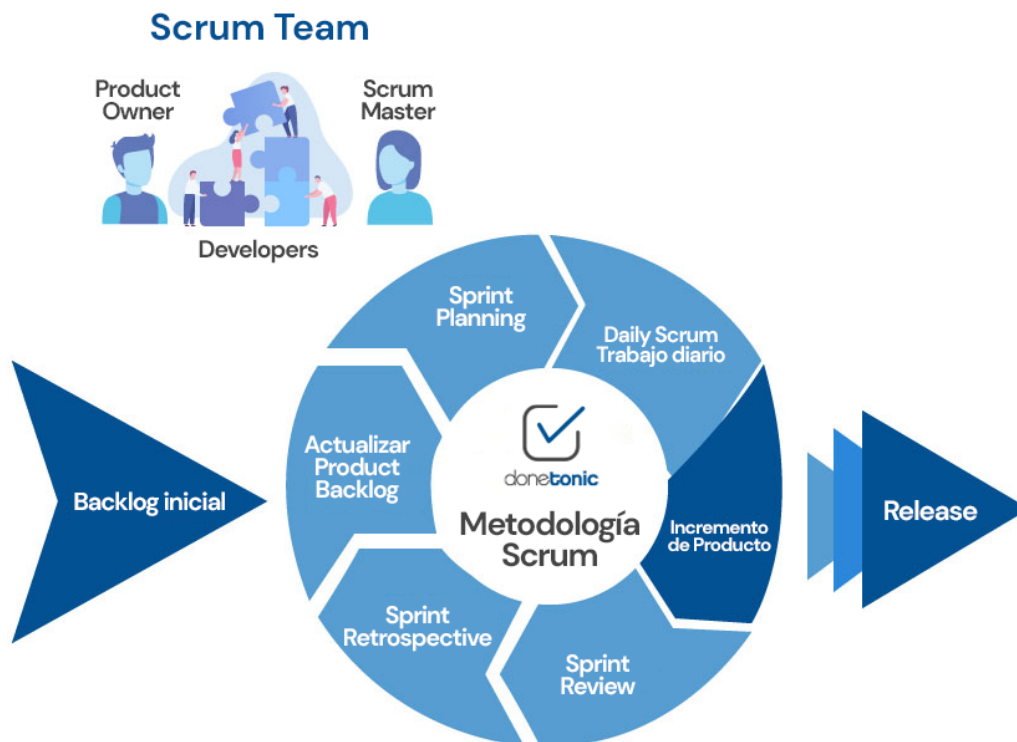 Scrum Team
Product
Owner
Scrum
Master
Developers
Sprint
Planning
Daily Scrum
Trabajo diario
Actualizar
Product
Backlog
Backlog inicial
donetonic
Metodología
Scrum
Incremento
de Producto
Release
Sprint
Retrospective
Sprint
Review